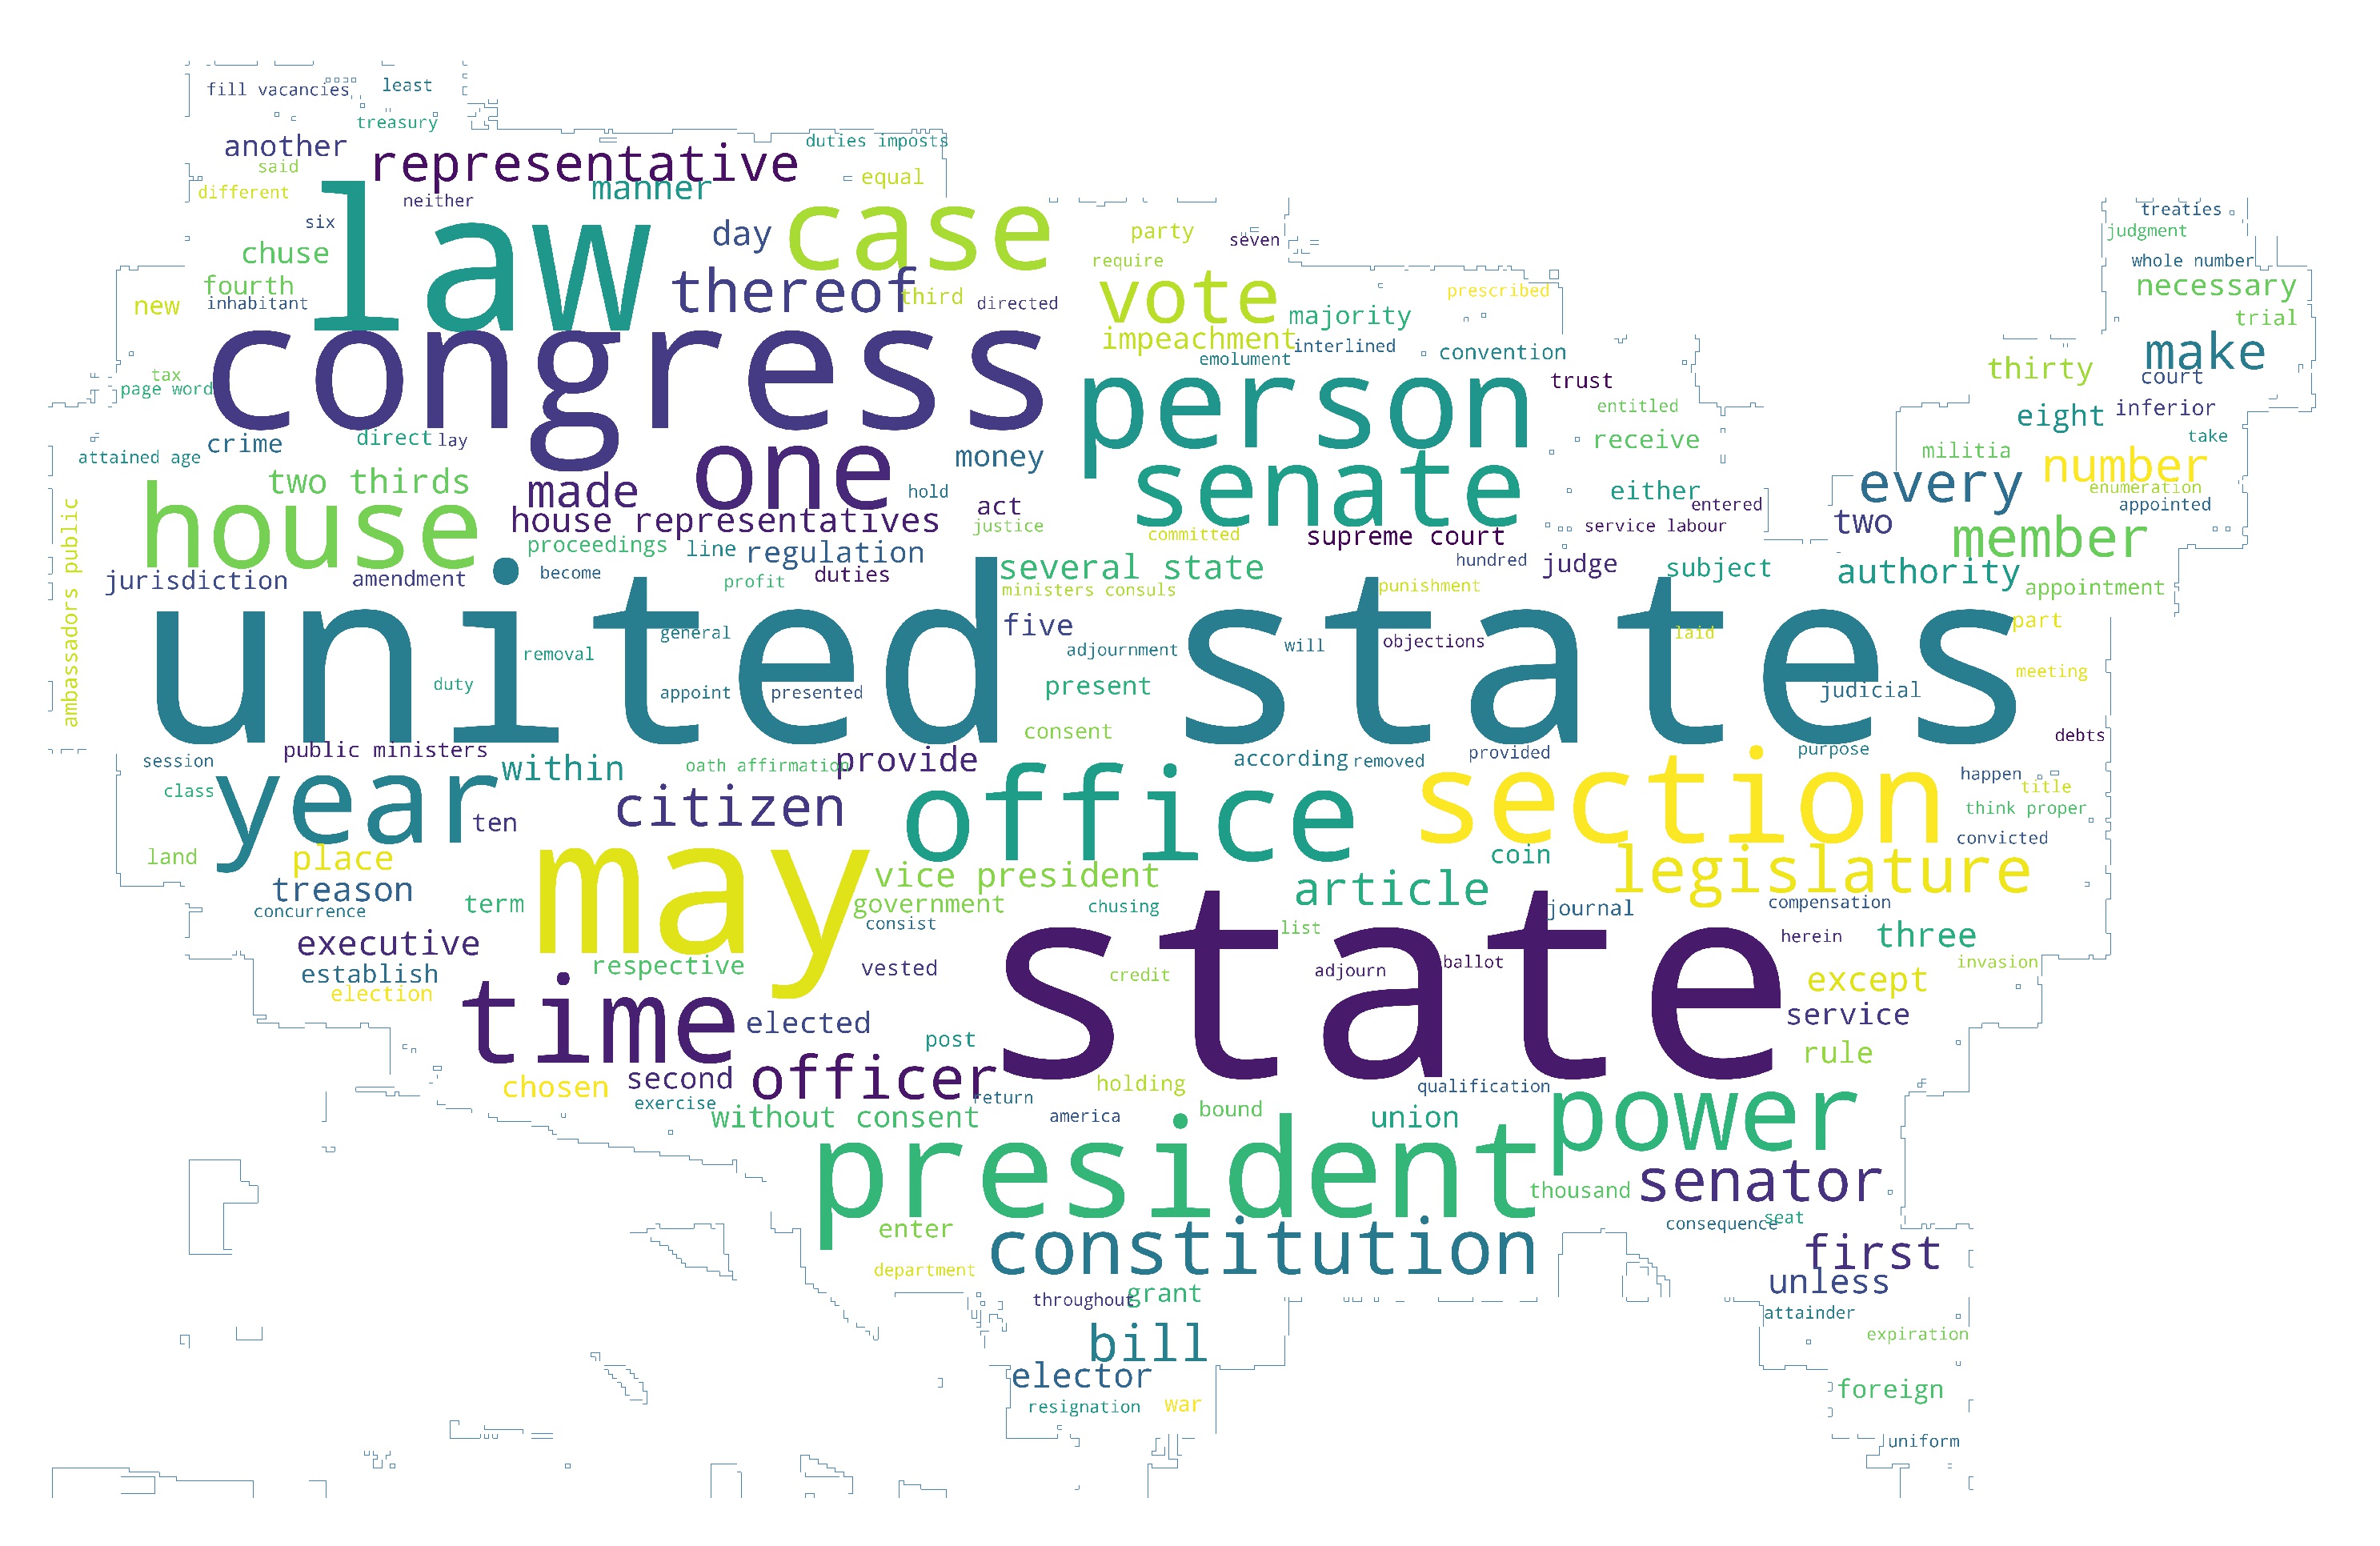 fill vacancies
least
treasury
another
duties imposts
representative
said
manner
equal
different
neither
law
case
six
day
party
seven
treaties
judgment
chuse
thereof
require
whole number
fourth
inhabitant
third
directed
vote
prescribed
necessary
new
majority
trial
congress
impeachment
interlined
emolument
convention
make
tax
page word
person
trust
thirty
court
crime
direct
lay
one
money
entitled
eight
inferior
attained age
receive
militia
take
two thirds
made
hold
senate
either
every
number
enumeration
house
act
entered
appointed
house representatives
justice
committed
supreme court
service labour
two
member
proceedings
line
regulation
several state
hundred
judge
subject
authority
jurisdiction
amendment
become
profit
duties
ministers consuls
punishment
appointment
ambassadors public
united states
general
five
will
objections
laid
part
removal
adjournment
duty
appoint
presented
present
judicial
meeting
consent
debts
session
public ministers
within
oath affirmation
provide
according
removed
provided
purpose
happen
class
year
citizen
office
section
title
think proper
ten
convicted
land
place
may
coin
legislature
treason
vice president
article
concurrence
term
government
chusing
journal
compensation
consist
list
executive
state
herein
three
establish
respective
vested
credit
adjourn
ballot
except
invasion
election
time
elected
service
post
rule
chosen
second
officer
holding
qualification
exercise
return
without consent
america
bound
union
power
president
thousand
senator
enter
consequence
seat
constitution
first
department
unless
throughout
grant
attainder
bill
expiration
elector
foreign
resignation
war
uniform